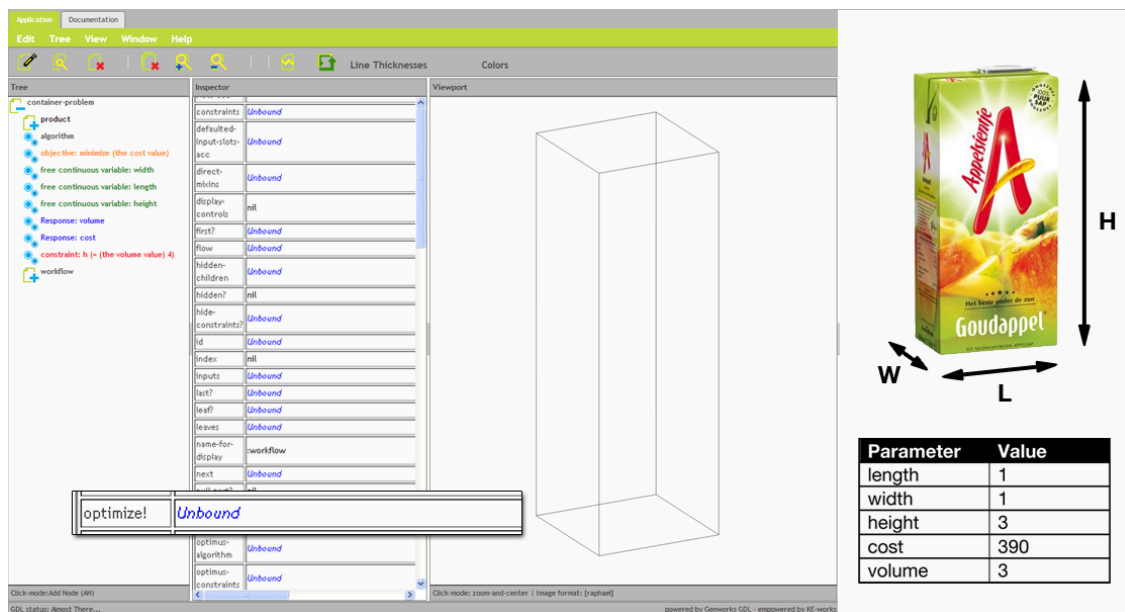 Application Documentation
Edit Tree View Window Help
Line Thicknesses Colors
Tree
container-problem
product
algorithm
objective: minimize (the cost value)
free continuous variable: width
free continuous variable: length
free continuous variable: height
Response: volume
Response: cost
constraint: h (= (the volume value) 4)
workflow
Inspector
constraints Unbound
defaulted-
input-slots- Unbound
acc
direct-
mixins Unbound
display-
controls nil
first? Unbound
flow Unbound
hidden-
children Unbound
hidden? nil
hide-
constraints? Unbound
id Unbound
index nil
inputs Unbound
last? Unbound
leaf? Unbound
leaves Unbound
name-for-
display :workflow
next Unbound
optimize! Unbound
optimus-
algorithm Unbound
optimus-
constraints Unbound
Viewport
Click-mode:Add Node (AN)
Click-mode: zoom-and-center | Image format: [raphael]
GDL status: Almost There...
powered by Genworks GDL - empowered by KE-works
100%
PUUR
SAP
Appelsientje
A
Het beste onder de zon
Goudappel
H
W
L
Parameter Value
length 1
width 1
height 3
cost 390
volume 3